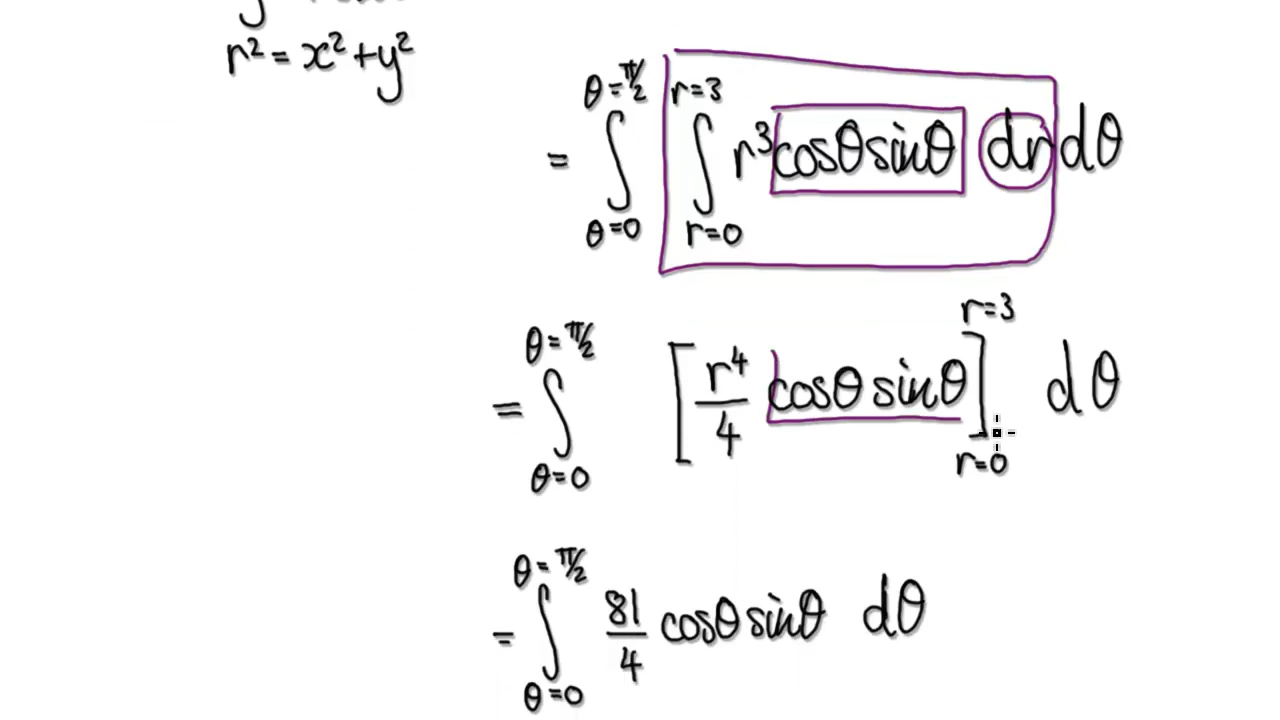 r² = x² + y²
= ∫_{θ=0}^{θ=π/2} ∫_{r=0}^{r=3} r³ cosθ sinθ dr dθ
= ∫_{θ=0}^{θ=π/2} [r⁴/4 cosθ sinθ]_{r=0}^{r=3} dθ
= ∫_{θ=0}^{θ=π/2} 81/4 cosθ sinθ dθ